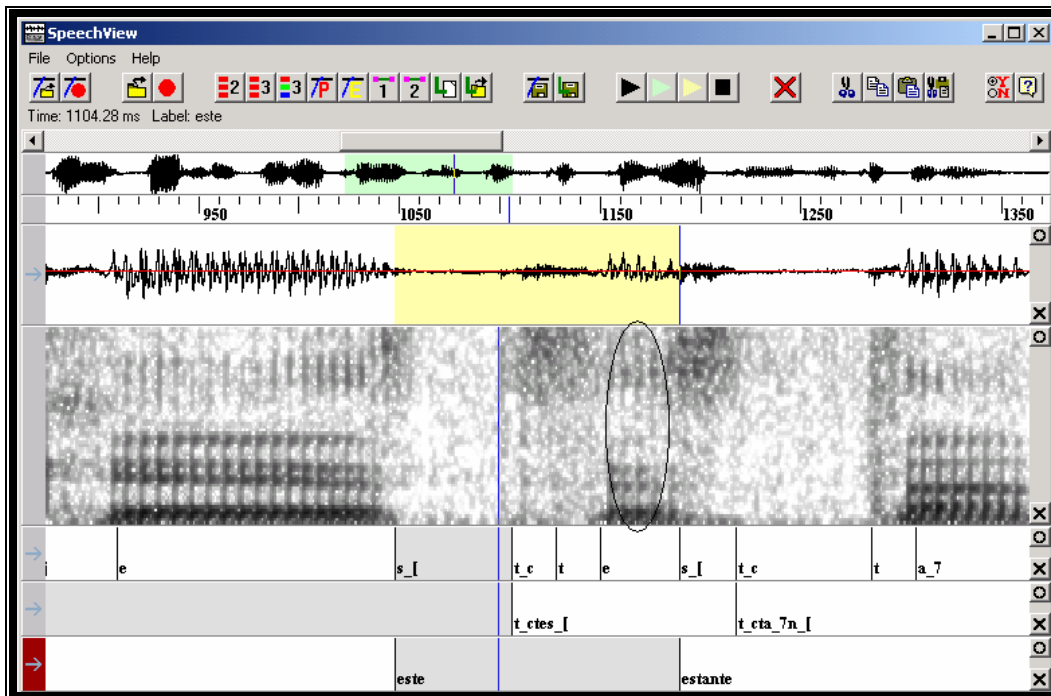 SpeechView
File Options Help
2 3 3 P E 1 2
Time: 1104.28 ms Label: este
950 1050 1150 1250 1350
e s_[ t_c t e s_[ t_c t a_7
t_ctes_[ t_cta_7n_[
este estante